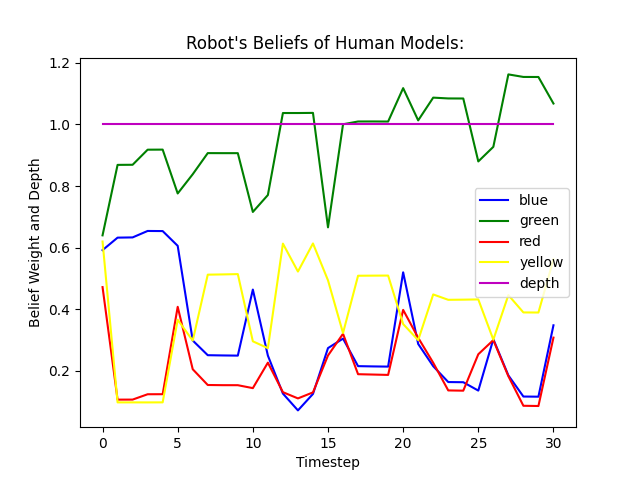 Robot's Beliefs of Human Models:
1.2
1.0
0.8
0.6
0.4
0.2
Belief Weight and Depth
blue
green
red
yellow
depth
0 5 10 15 20 25 30
Timestep